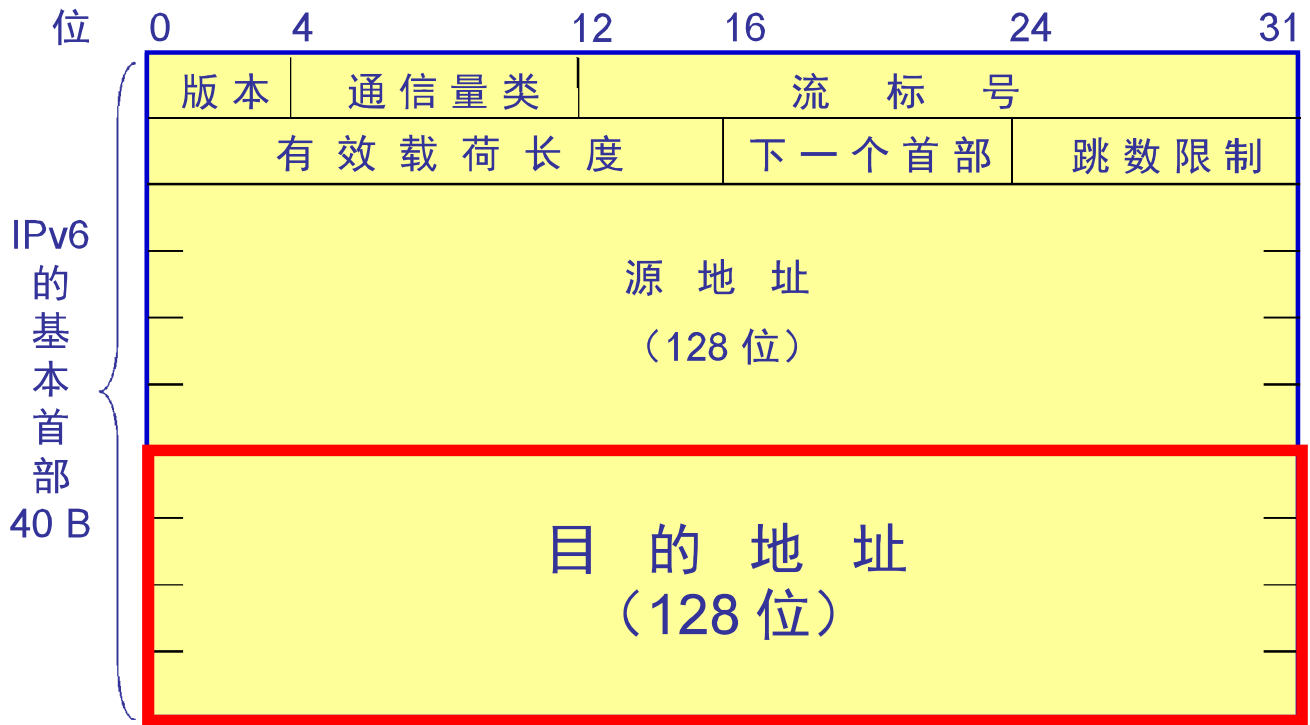 位 0 4 12 16 24 31
版本 通信量类 流标号
有效载荷长度 下一个首部 跳数限制
IPv6
的
基
本
首
部
40 B
源地址
（128 位）
目的地址
（128 位）